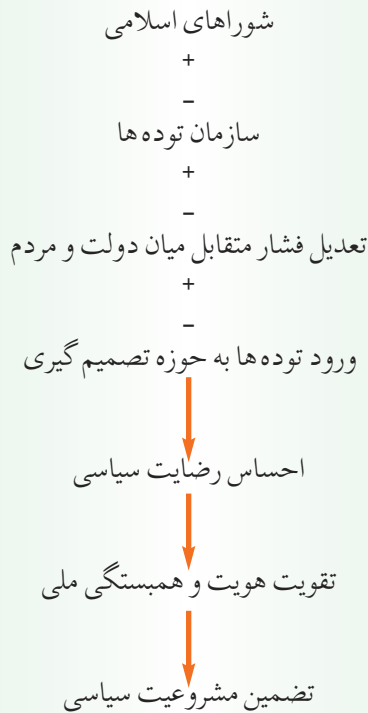 شوراهای اسلامی
+
–
سازمان توده‌ها
+
–
تعدیل فشار متقابل میان دولت و مردم
+
–
ورود توده‌ها به حوزه تصمیم گیری
احساس رضایت سیاسی
تقویت هویت و همبستگی ملی
تضمین مشروعیت سیاسی